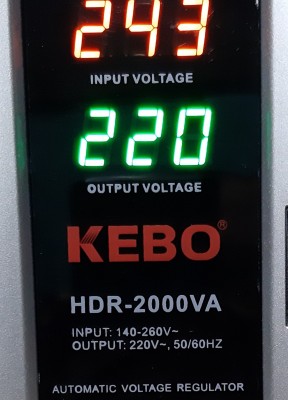 243
INPUT VOLTAGE
220
OUTPUT VOLTAGE
KEBO®
HDR-2000VA
INPUT: 140-260V~
OUTPUT: 220V~, 50/60HZ
AUTOMATIC VOLTAGE REGULATOR